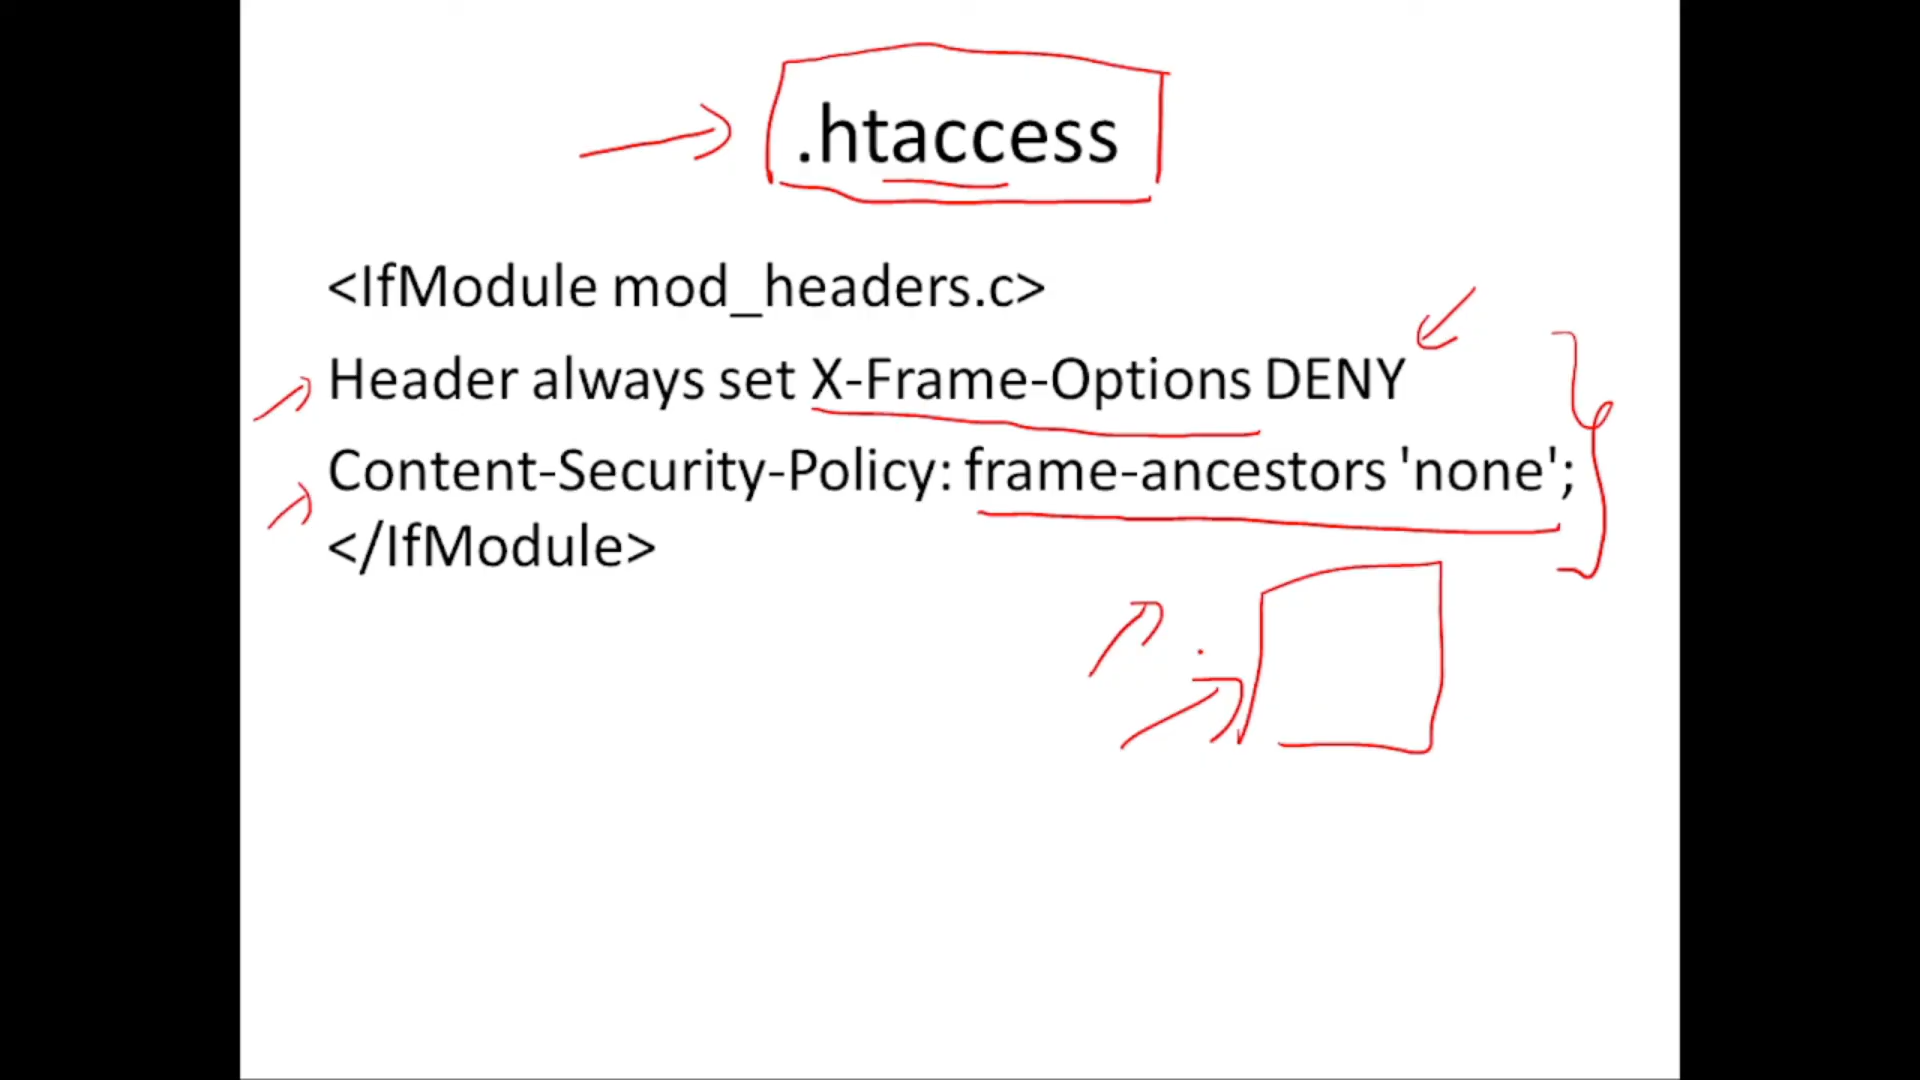 .htaccess
<IfModule mod_headers.c>
Header always set X-Frame-Options DENY
Content-Security-Policy: frame-ancestors 'none';
</IfModule>